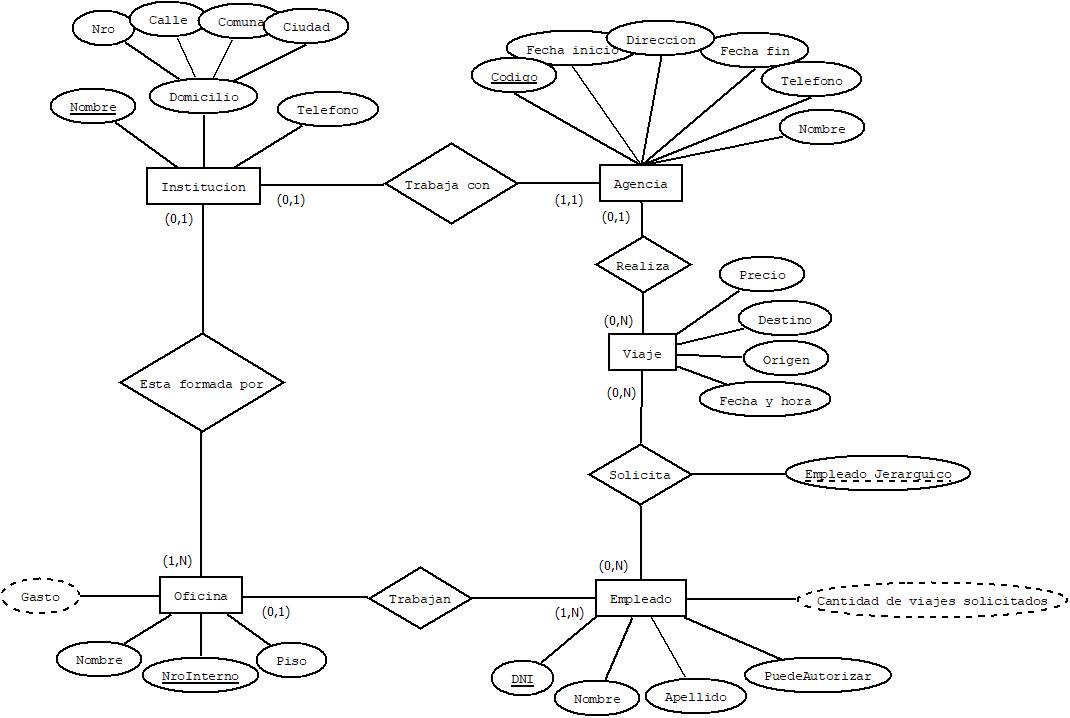 Nro
Calle
Comuna
Ciudad
Fecha inicio
Direccion
Fecha fin
Codigo
Telefono
Nombre
Domicilio
Telefono
Nombre
Institucion
Trabaja con
Agencia
(0,1)
(1,1)
(0,1)
(0,1)
Realiza
Precio
(0,N)
Destino
Viaje
Origen
(0,N)
Fecha y hora
Esta formada por
Solicita
Empleado Jerarguico
(1,N)
(0,N)
Gasto
Oficina
(0,1)
Trabajan
(1,N)
Empleado
Cantidad de viajes solicitados
Nombre
NroInterno
Piso
DNI
Nombre
Apellido
PuedeAutorizar